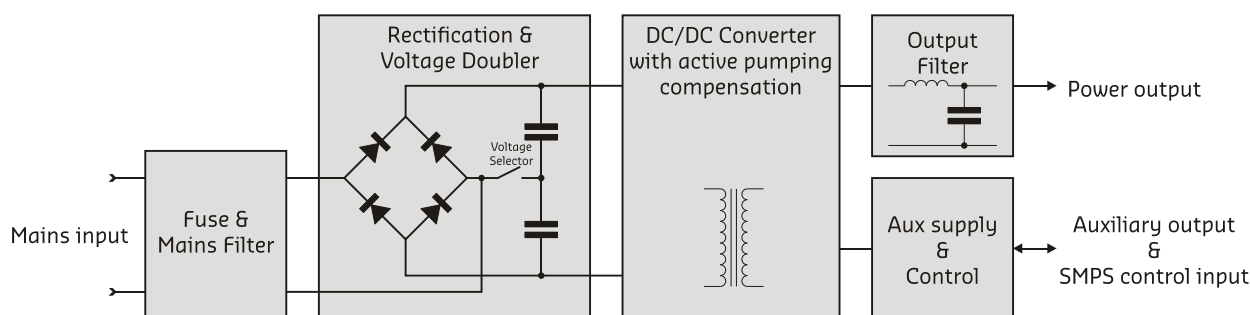 Rectification &
Voltage Doubler
DC/DC Converter
with active pumping
compensation
Output
Filter
Power output
Voltage
Selector
Mains input
Fuse &
Mains Filter
Aux supply
&
Control
Auxiliary output
&
SMPS control input